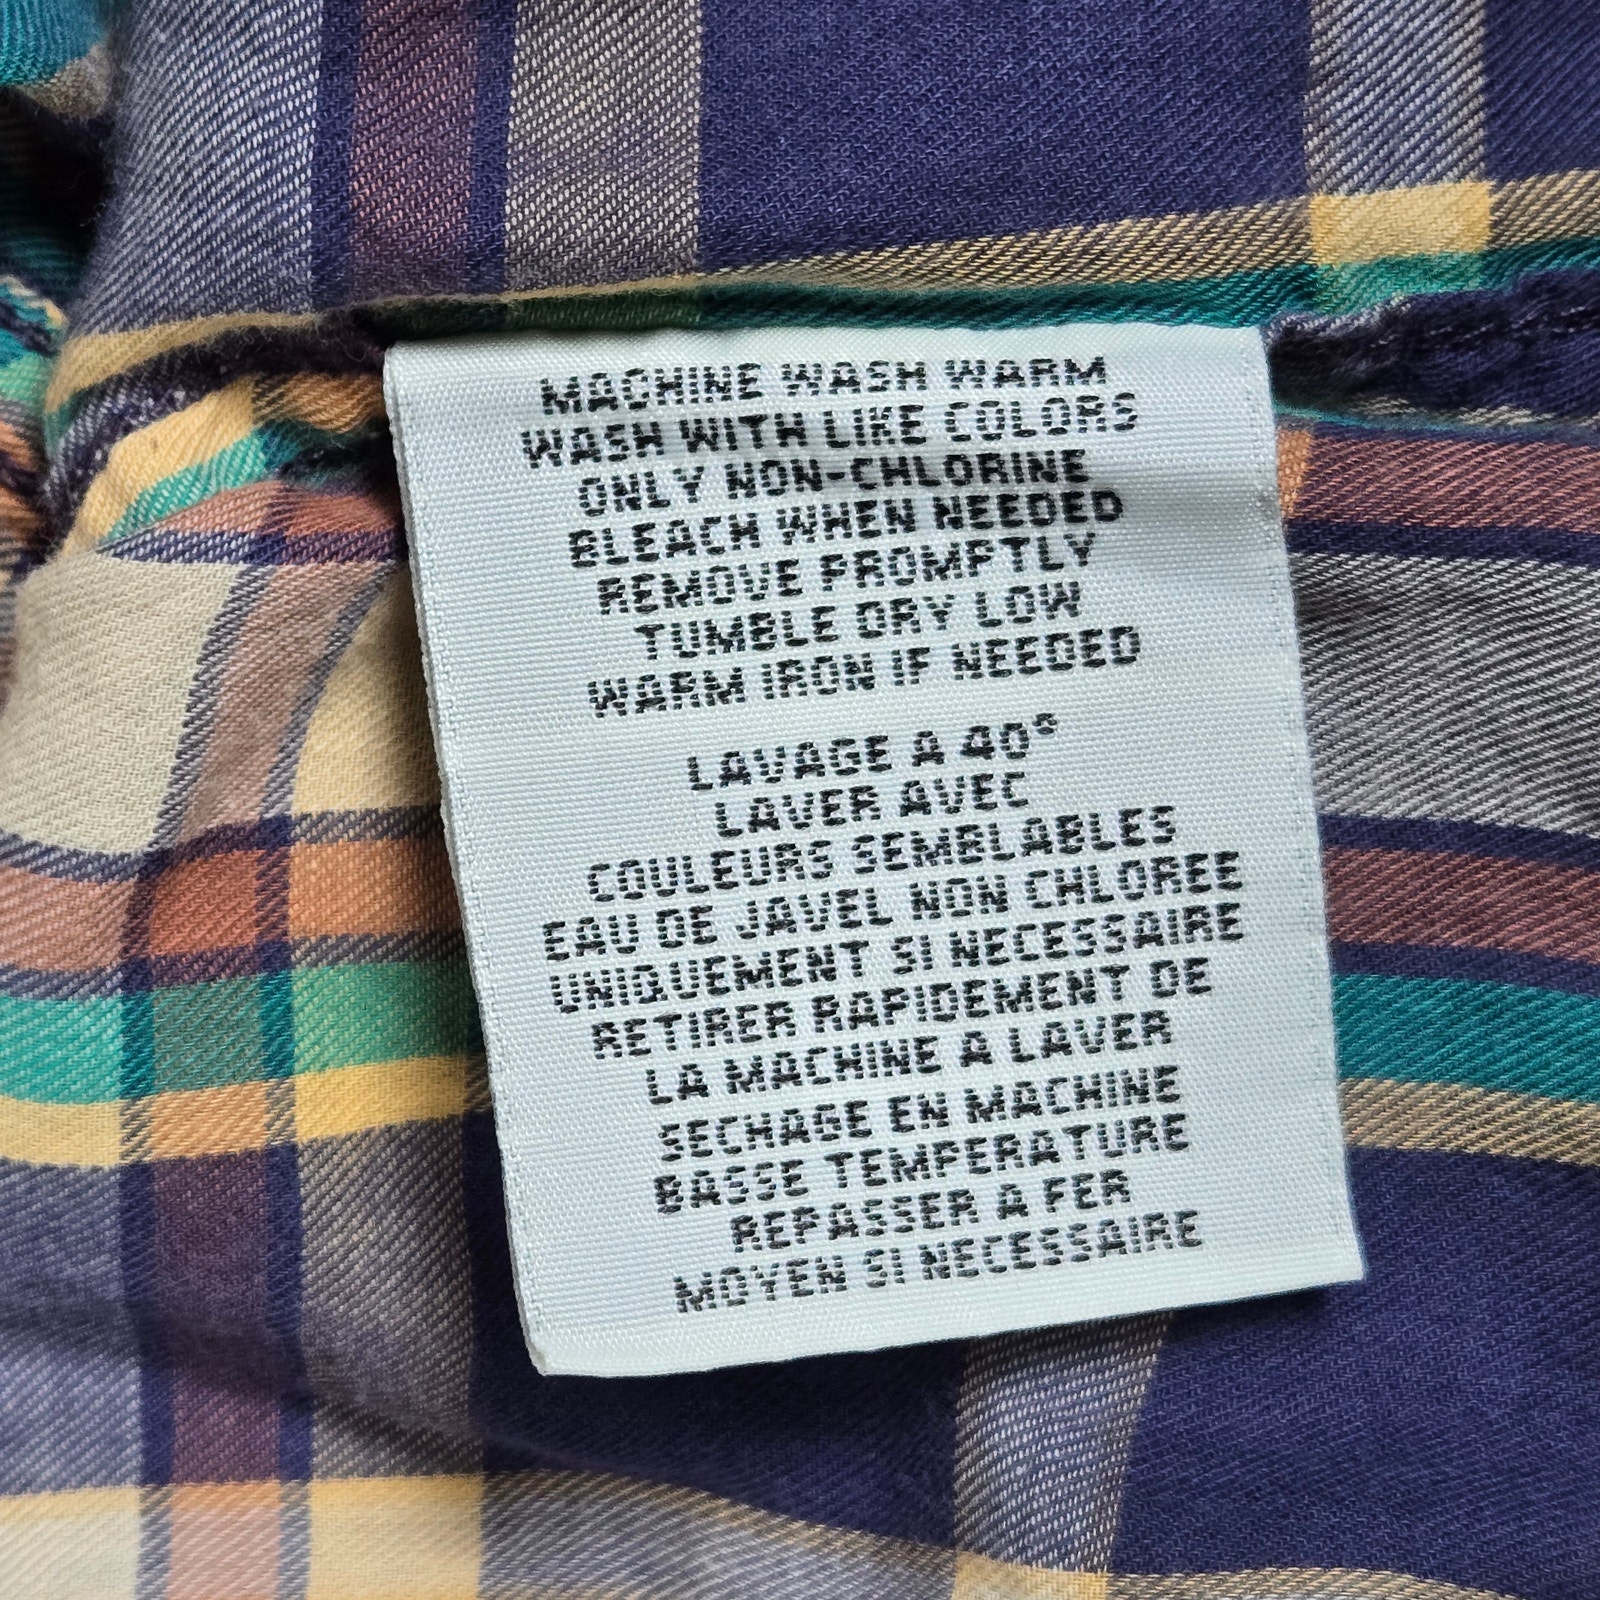 MACHINE WASH WARM
WASH WITH LIKE COLORS
ONLY NON-CHLORINE
BLEACH WHEN NEEDED
REMOVE PROMPTLY
TUMBLE DRY LOW
WARM IRON IF NEEDED
LAVAGE A 40°
LAVER AVEC
COULEURS SEMBLABLES
EAU DE JAVEL NON CHLOREE
UNIQUEMENT SI NECESSAIRE
RETIRER RAPIDEMENT DE
LA MACHINE A LAVER
SECHAGE EN MACHINE
BASSE TEMPERATURE
REPASSER A FER
MOYEN SI NECESSAIRE